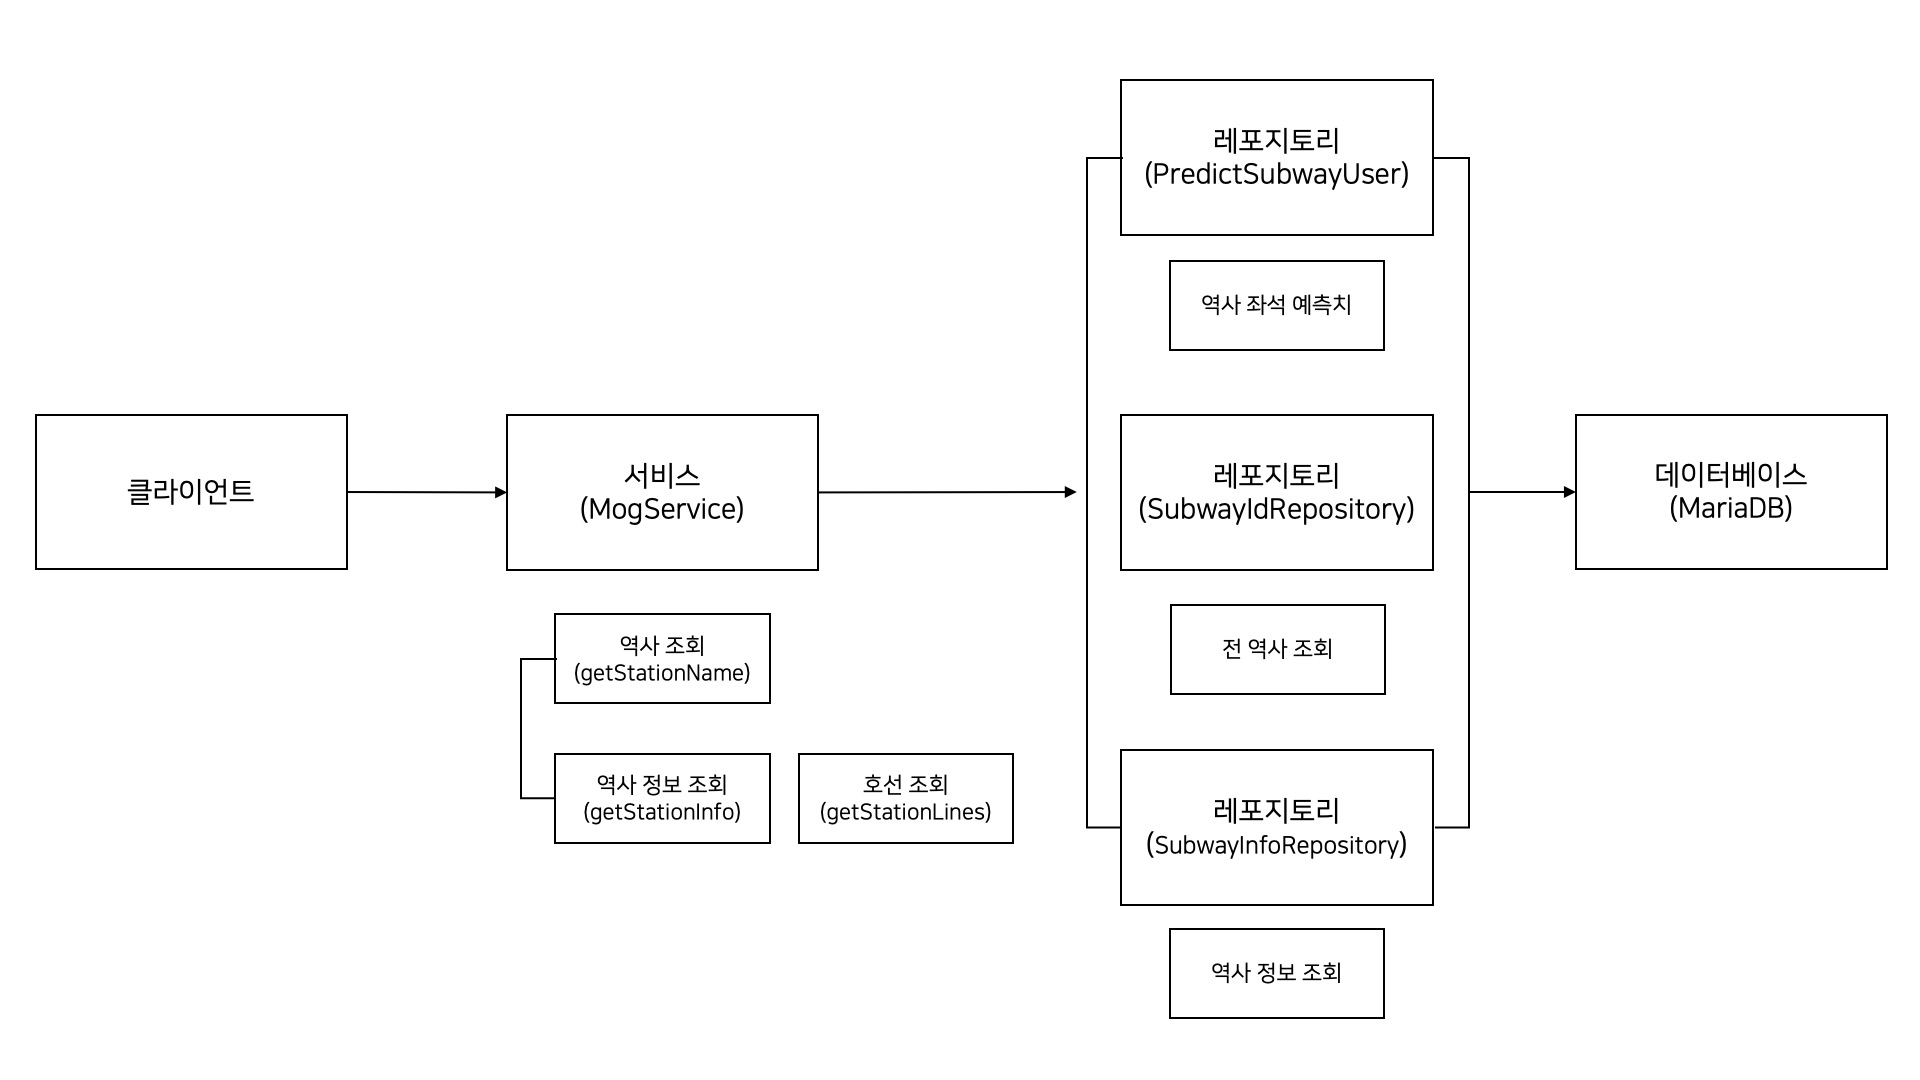 클라이언트
서비스
(MogService)
역사 조회
(getStationName)
역사 정보 조회
(getStationInfo)
호선 조회
(getStationLines)
레포지토리
(PredictSubwayUser)
역사 좌석 예측치
레포지토리
(SubwayIdRepository)
전 역사 조회
레포지토리
(SubwayInfoRepository)
역사 정보 조회
데이터베이스
(MariaDB)